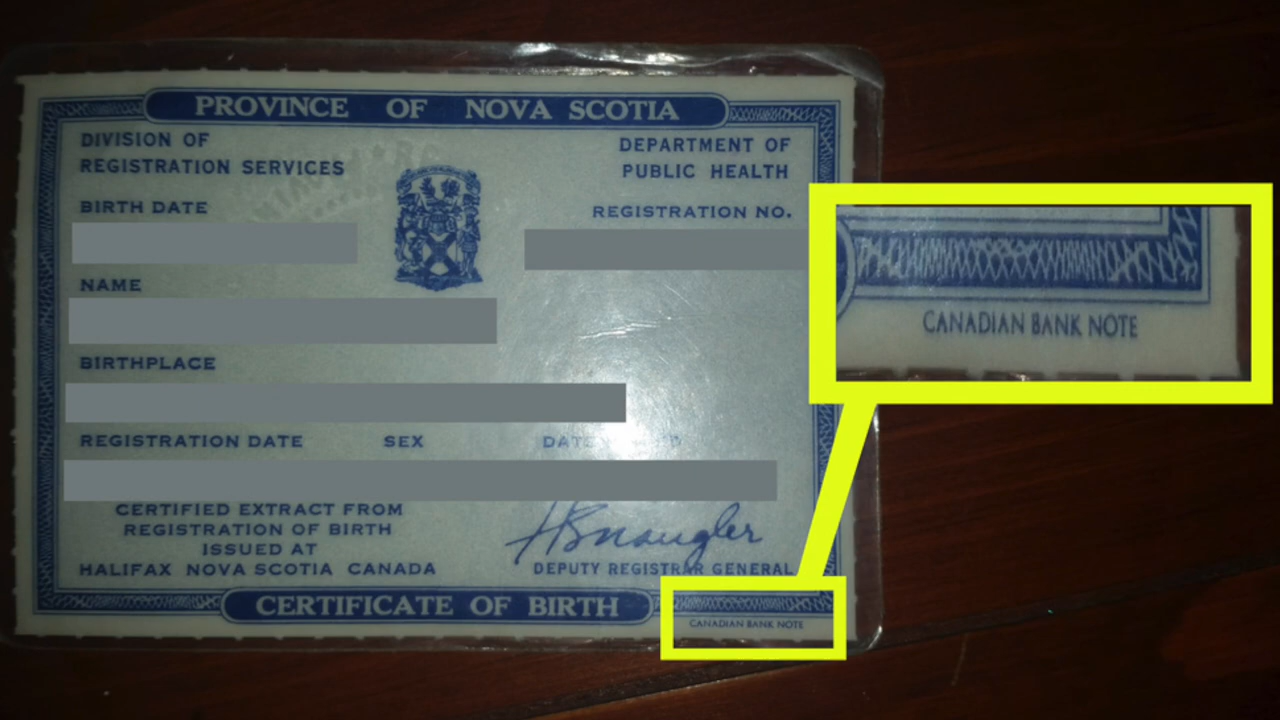 PROVINCE OF NOVA SCOTIA
DIVISION OF
REGISTRATION SERVICES
DEPARTMENT OF
PUBLIC HEALTH
BIRTH DATE
REGISTRATION NO.
NAME
BIRTHPLACE
REGISTRATION DATE SEX
CERTIFIED EXTRACT FROM
REGISTRATION OF BIRTH
ISSUED AT
HALIFAX NOVA SCOTIA CANADA
DEPUTY REGISTRAR GENERAL
CERTIFICATE OF BIRTH
CANADIAN BANK NOTE
CANADIAN BANK NOTE